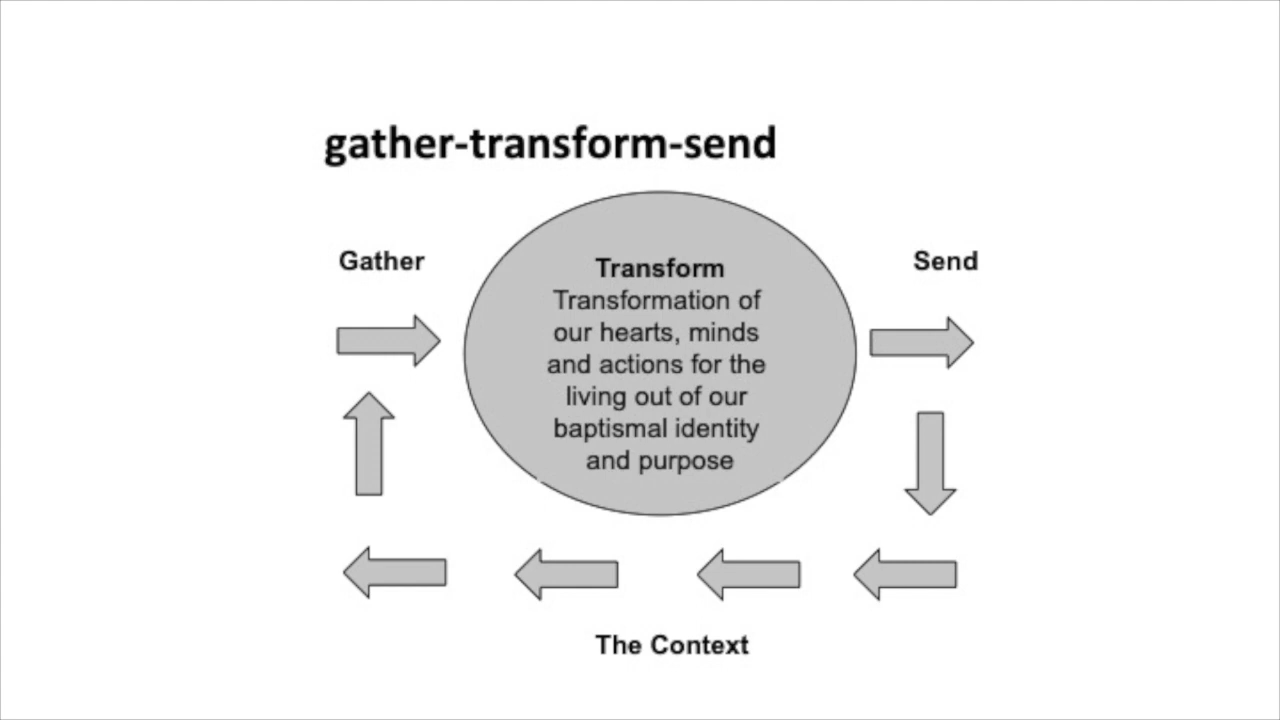 gather-transform-send
Gather
Send
Transform
Transformation of
our hearts, minds
and actions for the
living out of our
baptismal identity
and purpose
The Context